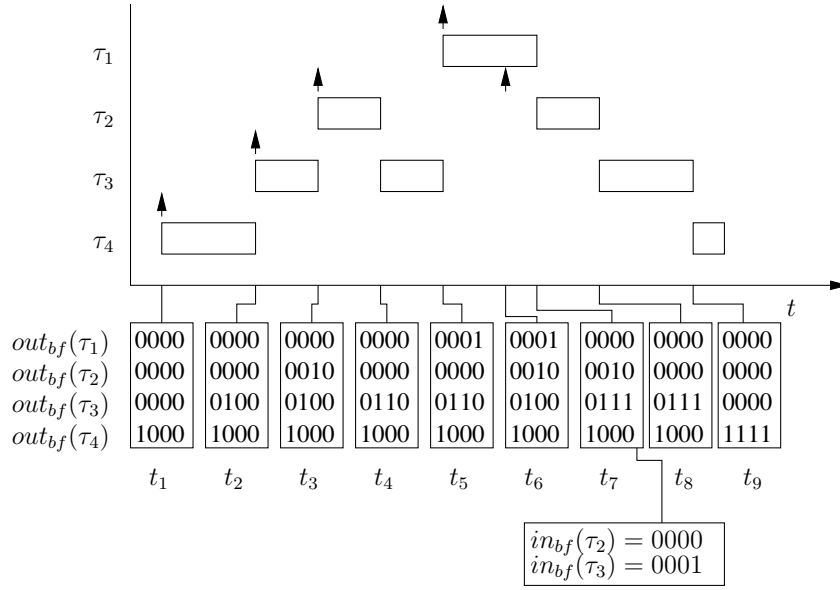 τ1
τ2
τ3
τ4
t
out_bf(τ1) 0000 0000 0000 0000 0001 0001 0000 0000 0000
out_bf(τ2) 0000 0000 0010 0000 0000 0010 0010 0000 0000
out_bf(τ3) 0000 0100 0100 0110 0110 0100 0111 0111 0000
out_bf(τ4) 1000 1000 1000 1000 1000 1000 1000 1000 1111
t1 t2 t3 t4 t5 t6 t7 t8 t9
in_bf(τ2) = 0000
in_bf(τ3) = 0001